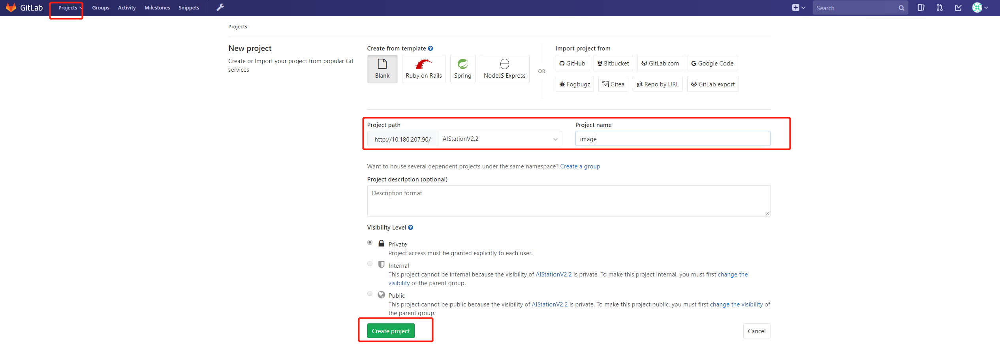 GitLab Projects Groups Activity Milestones Snippets Search
Projects
New project
Create or Import your project from popular Git
services
Create from template
Blank Ruby on Rails Spring NodeJS Express
OR
Import project from
GitHub Bitbucket GitLab.com Google Code
Fogbugz Gitea git Repo by URL GitLab export
Project path
http://10.180.207.90/ AIStationV2.2
Project name
image
Want to house several dependent projects under the same namespace? Create a group
Project description (optional)
Description format
Visibility Level
Private
Project access must be granted explicitly to each user.
Internal
This project cannot be internal because the visibility of AIStationV2.2 is private. To make this project internal, you must first change the
visibility of the parent group.
Public
This project cannot be public because the visibility of AIStationV2.2 is private. To make this project public, you must first change the visibility of
the parent group.
Create project Cancel